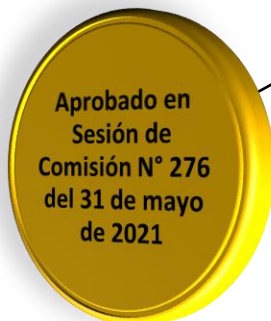 Aprobado en
Sesión de
Comisión N° 276
del 31 de mayo
de 2021